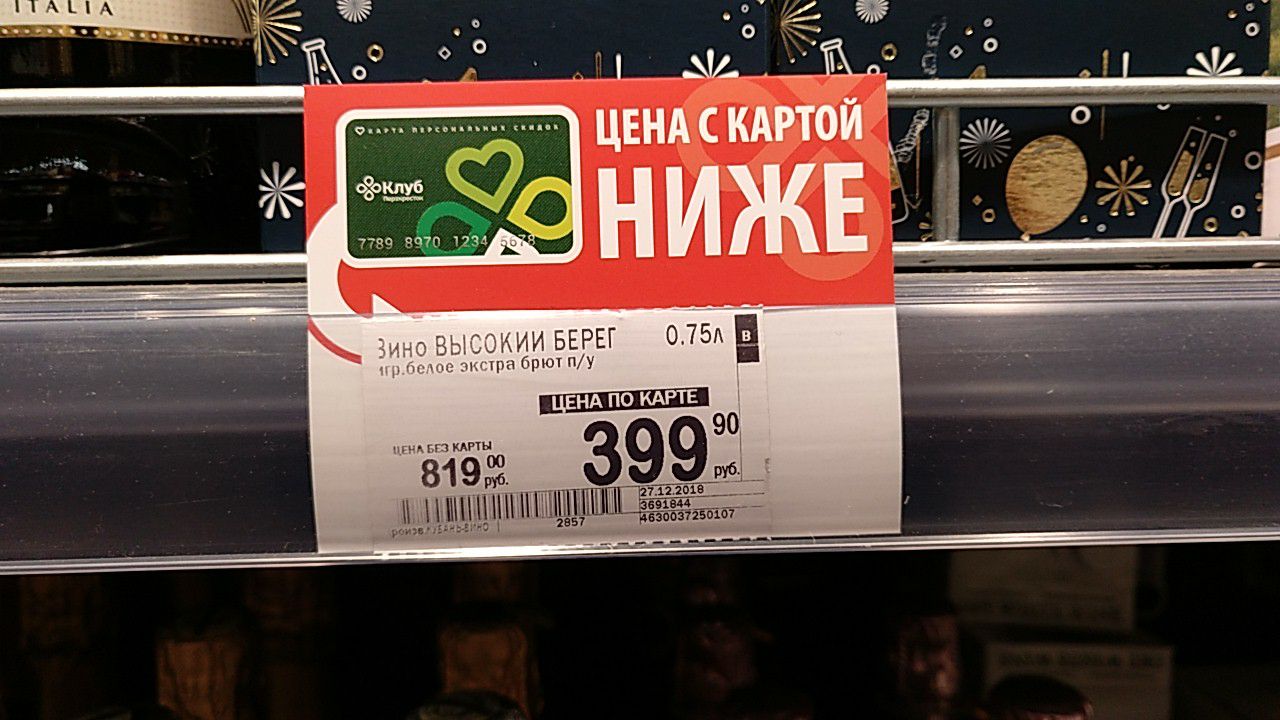 ITALIA
КАРТА ПЕРСОНАЛЬНЫХ СКИДОК
Клуб
Перекресток
7789 8970 1234 5678
ЦЕНА С КАРТОЙ
НИЖЕ
Вино ВЫСОКИЙ БЕРЕГ 0.75л В
игр.белое экстра брют п/у
ЦЕНА ПО КАРТЕ
399 90 руб.
ЦЕНА БЕЗ КАРТЫ
819 00 руб.
27.12.2018
3691844
2857
4630037250107
КУБАНЬ-ВИНО